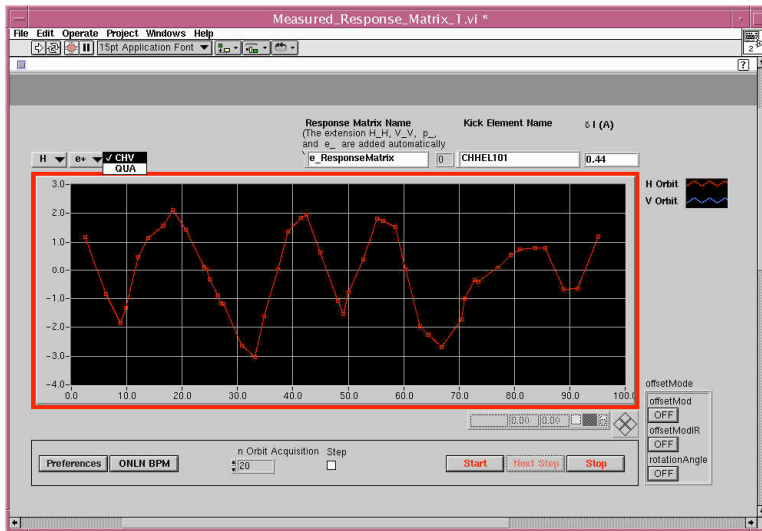 Measured_Response_Matrix_1.vi *
File Edit Operate Project Windows Help
15pt Application Font
2
?
Response Matrix Name
(The extension H_H, V_V, p_,
and e_ are added automatically
Kick Element Name
δ I (A)
H
e+
✓ CHV
QUA
e_ResponseMatrix
0
CHHEL101
0.44
H Orbit
V Orbit
3.0
2.0
1.0
0.0
-1.0
-2.0
-3.0
-4.0
0.0 10.0 20.0 30.0 40.0 50.0 60.0 70.0 80.0 90.0 100.0
0.00 0.00
offsetMode
offsetMod
OFF
offsetModIR
OFF
rotationAngle
OFF
Preferences
ONLN BPM
n Orbit Acquisition
20
Step
Start
Next Step
Stop